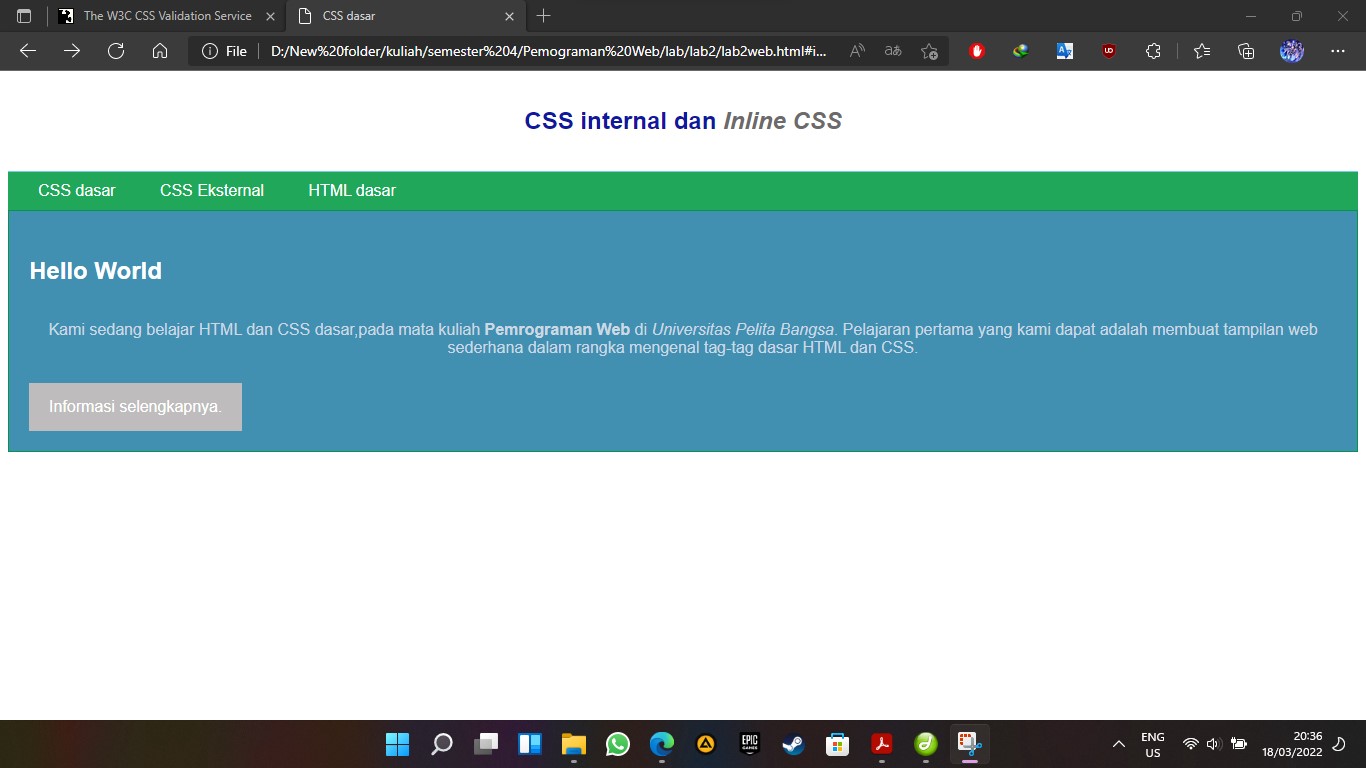 The W3C CSS Validation Service
CSS dasar
File
D:/New%20folder/kuliah/semester%204/Pemograman%20Web/lab/lab2/lab2web.html#i...
CSS internal dan Inline CSS
CSS dasar
CSS Eksternal
HTML dasar
Hello World
Kami sedang belajar HTML dan CSS dasar,pada mata kuliah Pemrograman Web di Universitas Pelita Bangsa. Pelajaran pertama yang kami dapat adalah membuat tampilan web
sederhana dalam rangka mengenal tag-tag dasar HTML dan CSS.
Informasi selengkapnya.
EPIC
GAMES
ENG
US
20:36
18/03/2022